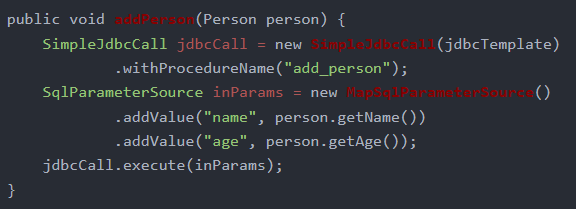 public void addPerson(Person person) {
    SimpleJdbcCall jdbcCall = new SimpleJdbcCall(jdbcTemplate)
            .withProcedureName("add_person");
    SqlParameterSource inParams = new MapSqlParameterSource()
            .addValue("name", person.getName())
            .addValue("age", person.getAge());
    jdbcCall.execute(inParams);
}